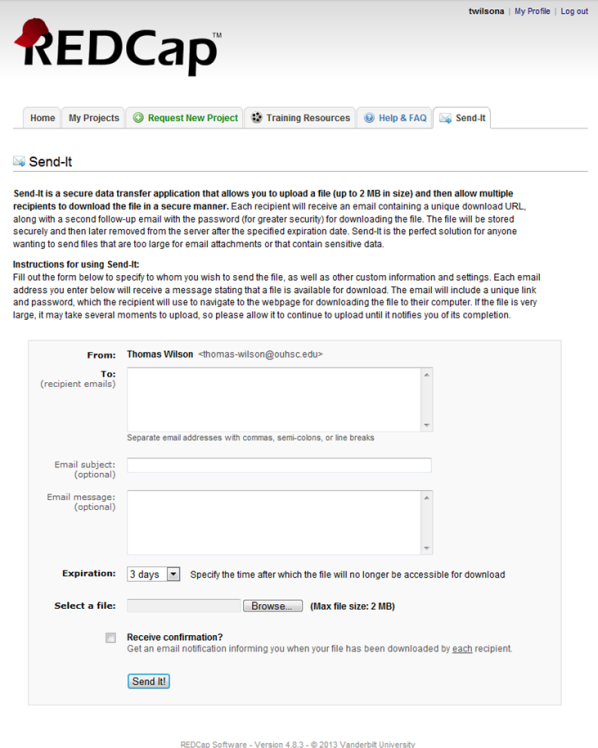 twilsona | My Profile | Log out
REDCap™
Home
My Projects
Request New Project
Training Resources
Help & FAQ
Send-It
Send-It
Send-It is a secure data transfer application that allows you to upload a file (up to 2 MB in size) and then allow multiple
recipients to download the file in a secure manner. Each recipient will receive an email containing a unique download URL,
along with a second follow-up email with the password (for greater security) for downloading the file. The file will be stored
securely and then later removed from the server after the specified expiration date. Send-It is the perfect solution for anyone
wanting to send files that are too large for email attachments or that contain sensitive data.
Instructions for using Send-It:
Fill out the form below to specify to whom you wish to send the file, as well as other custom information and settings. Each email
address you enter below will receive a message stating that a file is available for download. The email will include a unique link
and password, which the recipient will use to navigate to the webpage for downloading the file to their computer. If the file is very
large, it may take several moments to upload, so please allow it to continue to upload until it notifies you of its completion.
From: Thomas Wilson <thomas-wilson@ouhsc.edu>
To:
(recipient emails)
Separate email addresses with commas, semi-colons, or line breaks
Email subject:
(optional)
Email message:
(optional)
Expiration: 3 days Specify the time after which the file will no longer be accessible for download
Select a file: Browse... (Max file size: 2 MB)
Receive confirmation?
Get an email notification informing you when your file has been downloaded by each recipient.
Send It!
REDCap Software - Version 4.8.3 - © 2013 Vanderbilt University